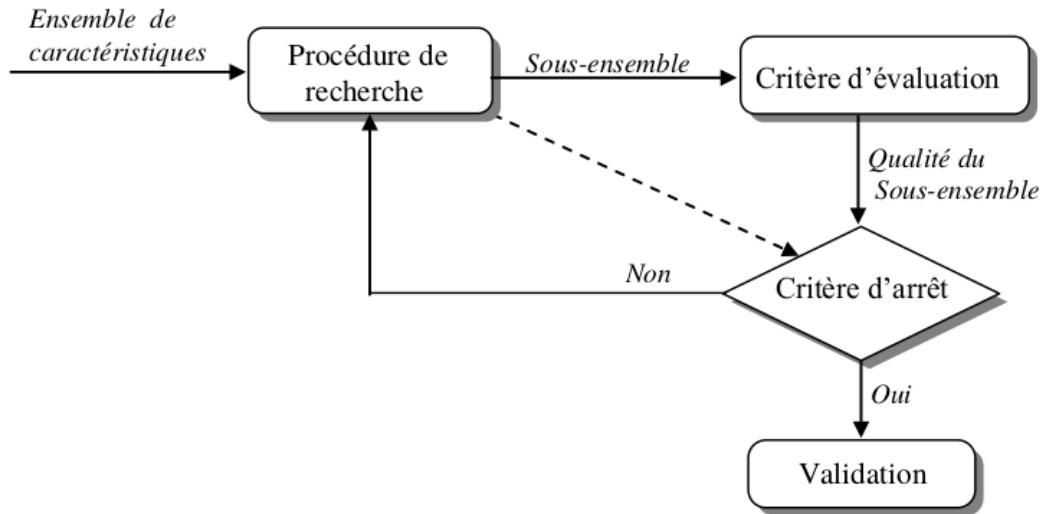 Ensemble de
caractéristiques
Procédure de
recherche
Sous-ensemble
Critère d'évaluation
Qualité du
Sous-ensemble
Non
Critère d'arrêt
Oui
Validation